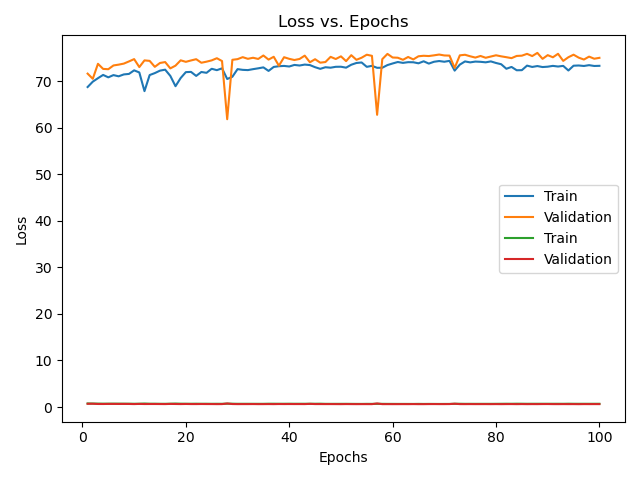 Loss vs. Epochs
Loss
70
60
50
40
30
20
10
0
Train
Validation
Train
Validation
0 20 40 60 80 100
Epochs